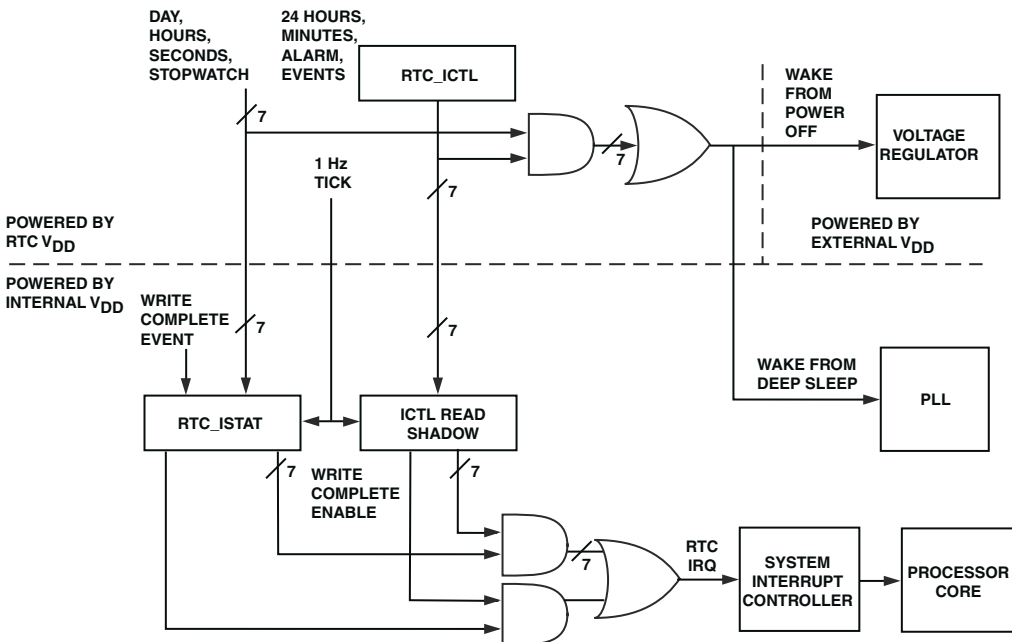 DAY,
HOURS,
SECONDS,
STOPWATCH
24 HOURS,
MINUTES,
ALARM,
EVENTS
RTC_ICTL
7
7
7
1 Hz
TICK
WAKE
FROM
POWER
OFF
VOLTAGE
REGULATOR
POWERED BY
RTC VDD
POWERED BY
EXTERNAL VDD
POWERED BY
INTERNAL VDD
WRITE
COMPLETE
EVENT
7
7
WAKE FROM
DEEP SLEEP
PLL
RTC_ISTAT
ICTL READ
SHADOW
7
7
WRITE
COMPLETE
ENABLE
7
RTC
IRQ
SYSTEM
INTERRUPT
CONTROLLER
PROCESSOR
CORE